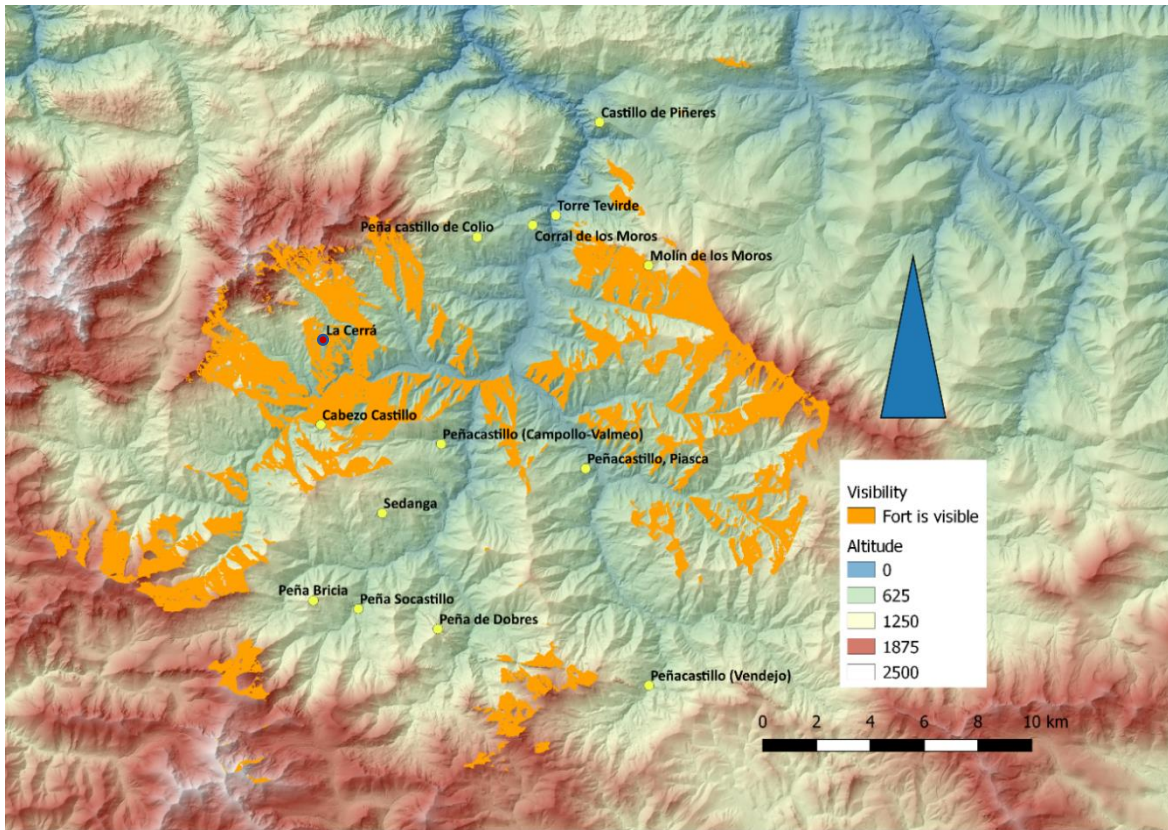 Castillo de Piñeres
Torre Tevirde
Peña castillo de Colio
Corral de los Moros
Molín de los Moros
La Cerrá
Cabezo Castillo
Peñacastillo (Campollo-Valmeo)
Peñacastillo, Piasca
Sedanga
Peña Bricia
Peña Socastillo
Peña de Dobres
Peñacastillo (Vendejo)
Visibility
Fort is visible
Altitude
0
625
1250
1875
2500
0 2 4 6 8 10 km